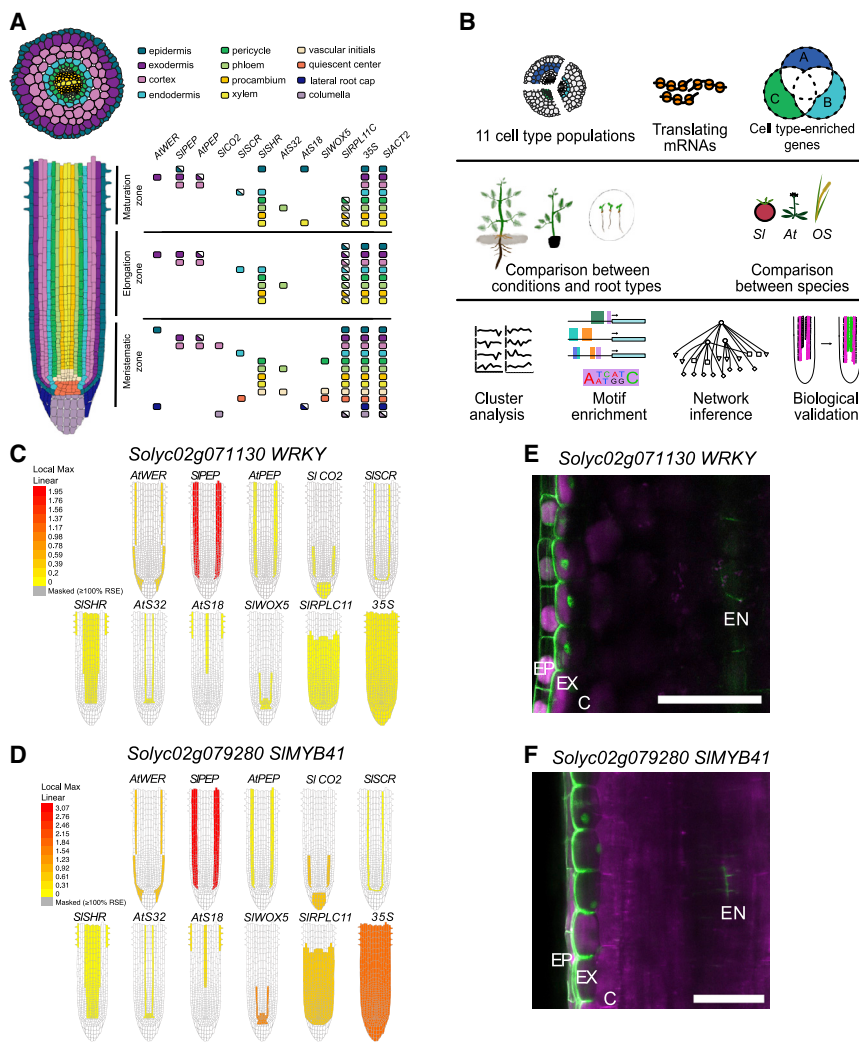 A
epidermis
exodermis
cortex
endodermis
pericycle
phloem
procambium
xylem
vascular initials
quiescent center
lateral root cap
columella
AtWER
SlPEP
AtPEP
SlCO2
SlSCR
SlSHR
AtS32
AtS18
SlWOX5
SlRPL11C
35S
SlACT2
Maturation
zone
Elongation
zone
Meristematic
zone
B
11 cell type populations
Translating
mRNAs
A
C
B
Cell type-enriched
genes
Comparison between
conditions and root types
Sl At OS
Comparison
between species
Cluster
analysis
A T C A T C
A T G G
Motif
enrichment
Network
inference
Biological
validation
C
Solyc02g071130 WRKY
Local Max
Linear
1.95
1.76
1.56
1.37
1.17
0.98
0.78
0.59
0.39
0.2
0
Masked (≥100% RSE)
AtWER SlPEP AtPEP Sl CO2 SlSCR
SlSHR AtS32 AtS18 SlWOX5 SlRPLC11 35S
D
Solyc02g079280 SlMYB41
Local Max
Linear
3.07
2.76
2.46
2.15
1.84
1.54
1.23
0.92
0.61
0.31
0
Masked (≥100% RSE)
AtWER SlPEP AtPEP Sl CO2 SlSCR
SlSHR AtS32 AtS18 SlWOX5 SlRPLC11 35S
E
Solyc02g071130 WRKY
EP
EX
C
EN
F
Solyc02g079280 SlMYB41
EP
EX
C
EN